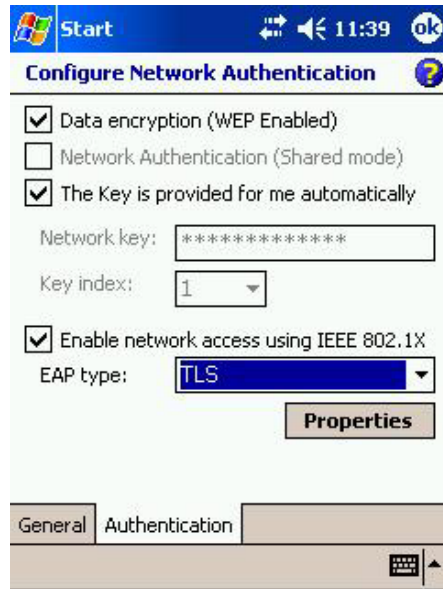 Start 11:39 ok
Configure Network Authentication ?
Data encryption (WEP Enabled)
Network Authentication (Shared mode)
The Key is provided for me automatically
Network key: *************
Key index: 1
Enable network access using IEEE 802.1X
EAP type: TLS
Properties
General Authentication